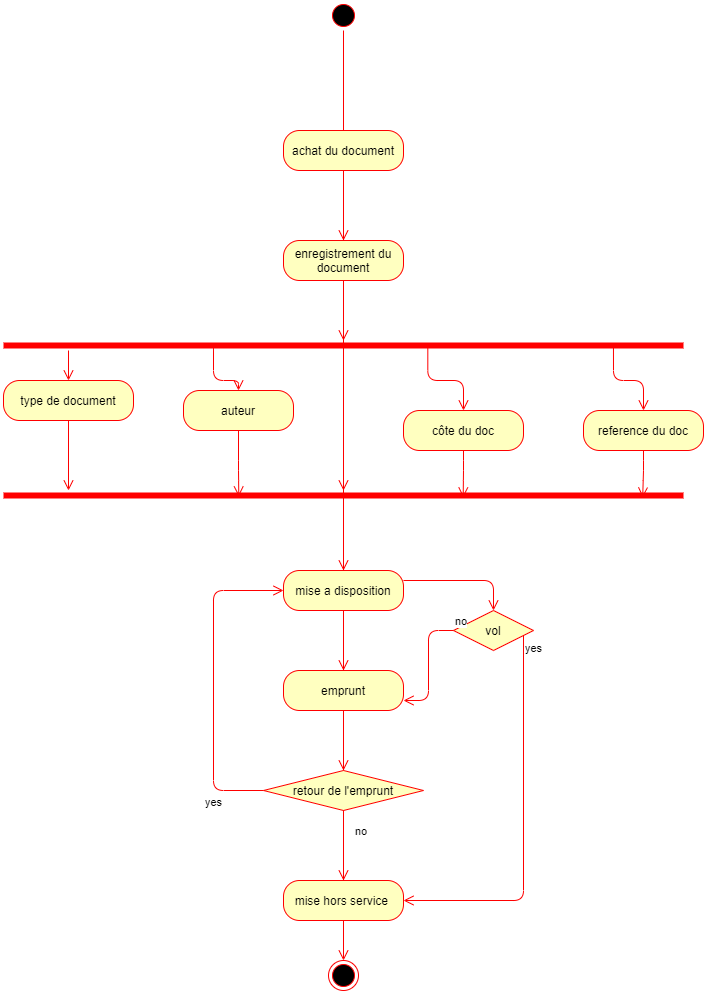 achat du document
enregistrement du
document
type de document
auteur
côte du doc
reference du doc
mise a disposition
no
vol
yes
emprunt
retour de l'emprunt
yes
no
mise hors service